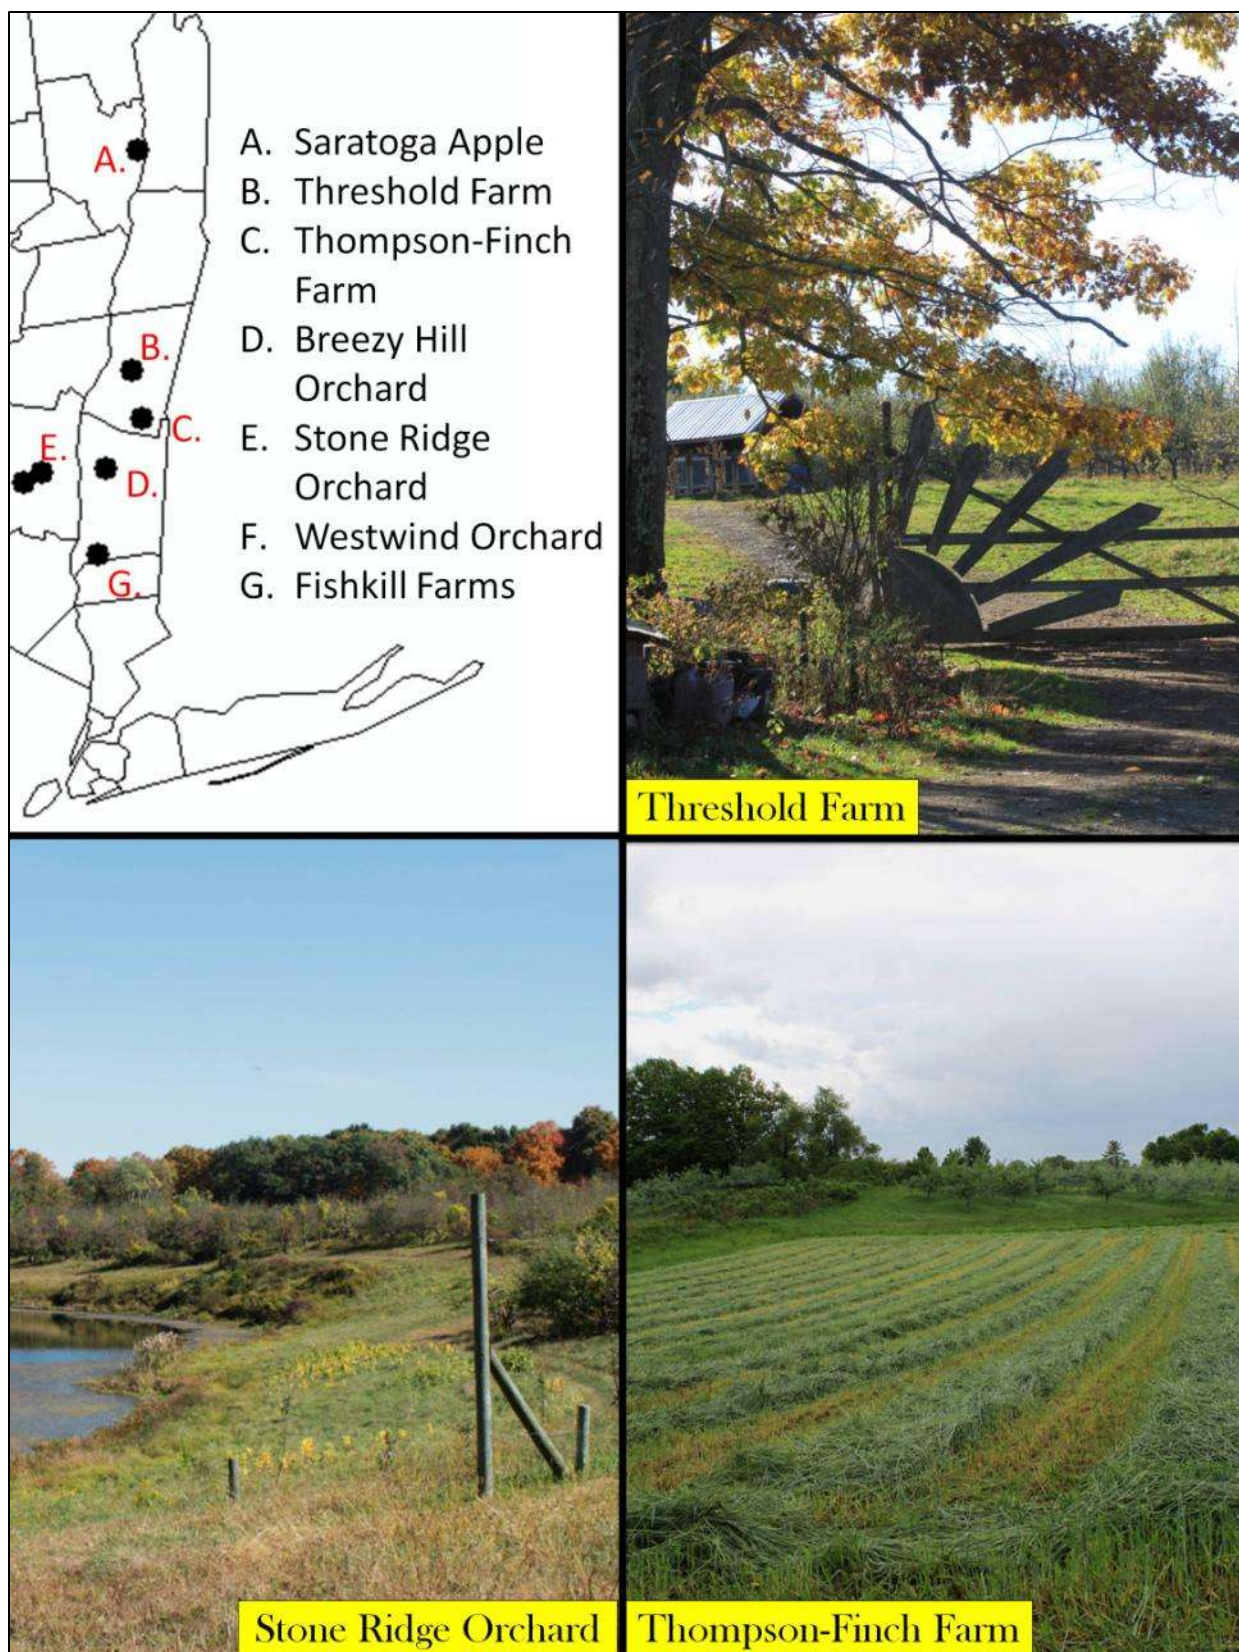 A.
B.
C.
E.
D.
G.
A. Saratoga Apple
B. Threshold Farm
C. Thompson-Finch
Farm
D. Breezy Hill
Orchard
E. Stone Ridge
Orchard
F. Westwind Orchard
G. Fishkill Farms
Threshold Farm
Stone Ridge Orchard
Thompson-Finch Farm